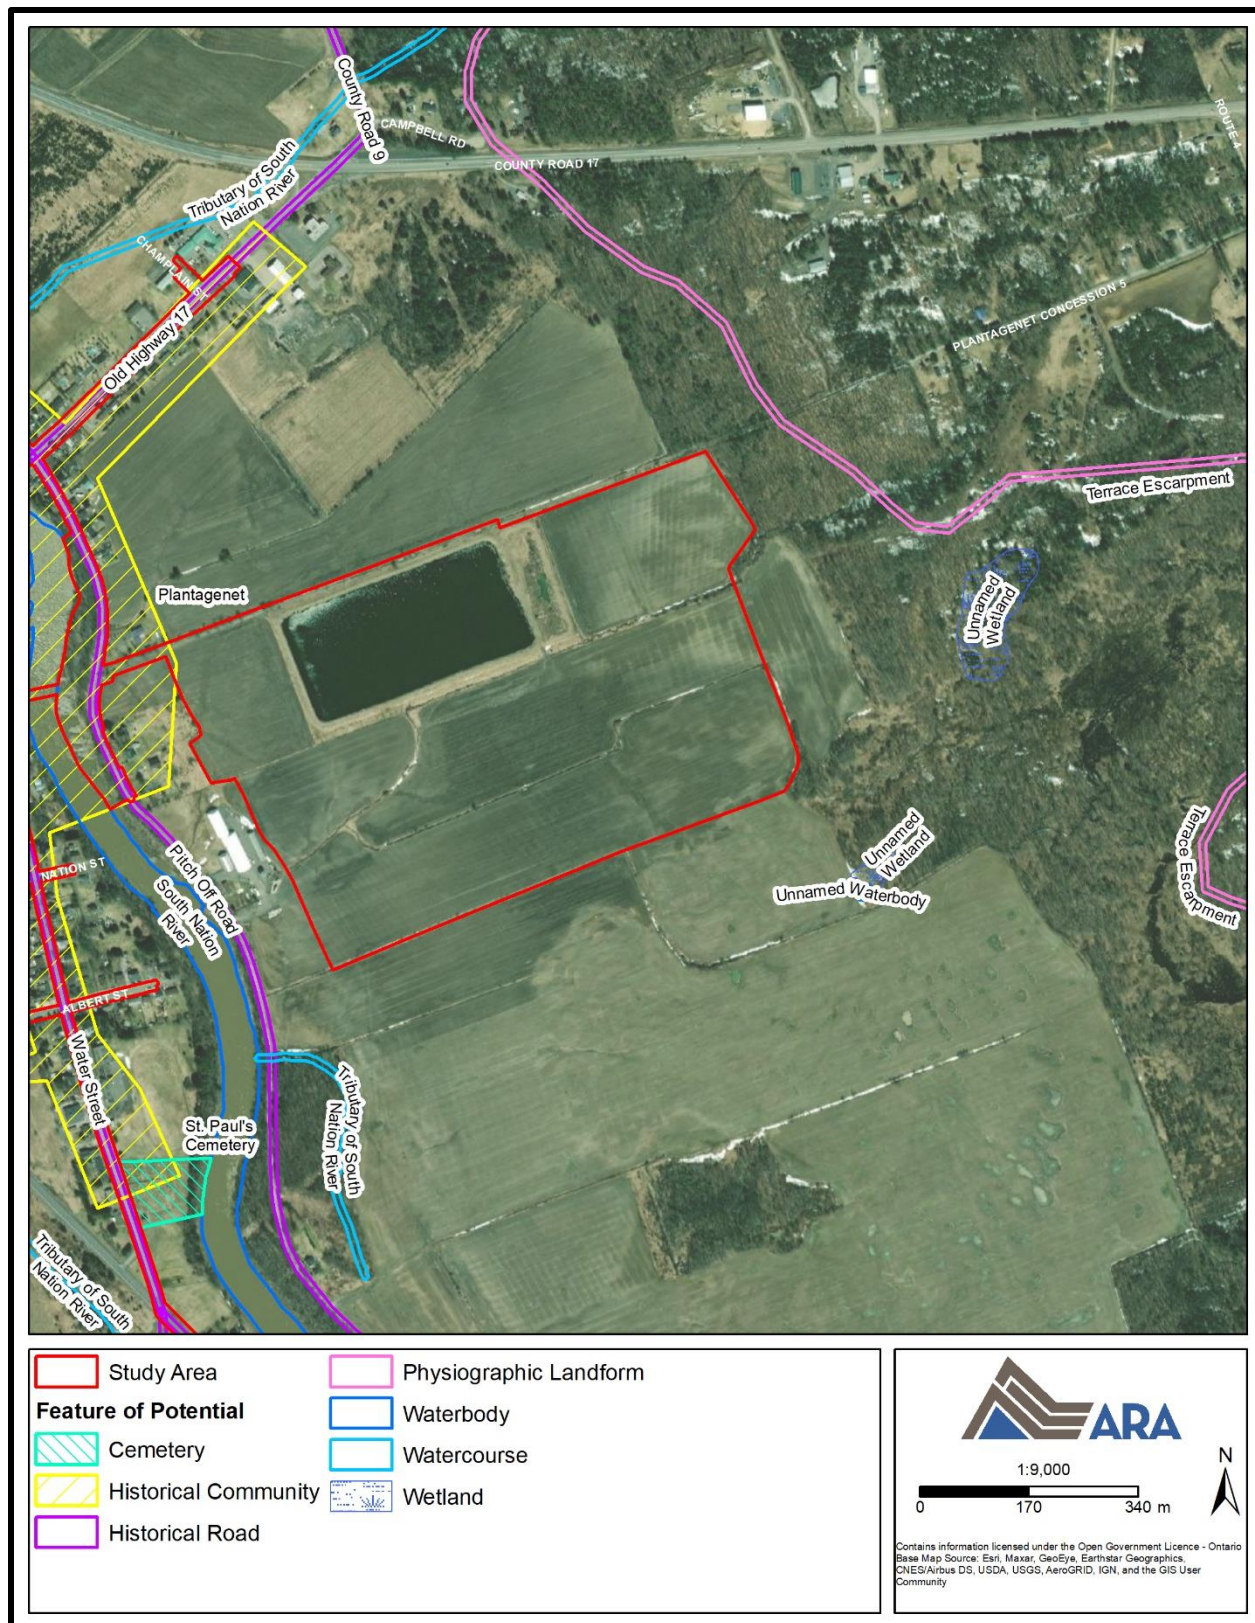 County Road 9
CAMPBELL RD
COUNTY ROAD 17
ROUTE 4
Tributary of South
Nation River
CHAMPLAIN ST
Old Highway 17
PLANTAGENET CONCESSION 5
Terrace Escarpment
Plantagenet
Unnamed
Wetland
Unnamed
Wetland
Unnamed Waterbody
Terrace Escarpment
NATION ST
Pitch Off Road
South Nation
River
ALBERT ST
Water Street
Tributary of South
Nation River
St. Paul's
Cemetery
Tributary of South
Nation River
Study Area
Feature of Potential
Cemetery
Historical Community
Historical Road
Physiographic Landform
Waterbody
Watercourse
Wetland
ARA
N
1:9,000
0 170 340 m
Contains information licensed under the Open Government Licence - Ontario
Base Map Source: Esri, Maxar, GeoEye, Earthstar Geographics,
CNES/Airbus DS, USDA, USGS, AeroGRID, IGN, and the GIS User
Community